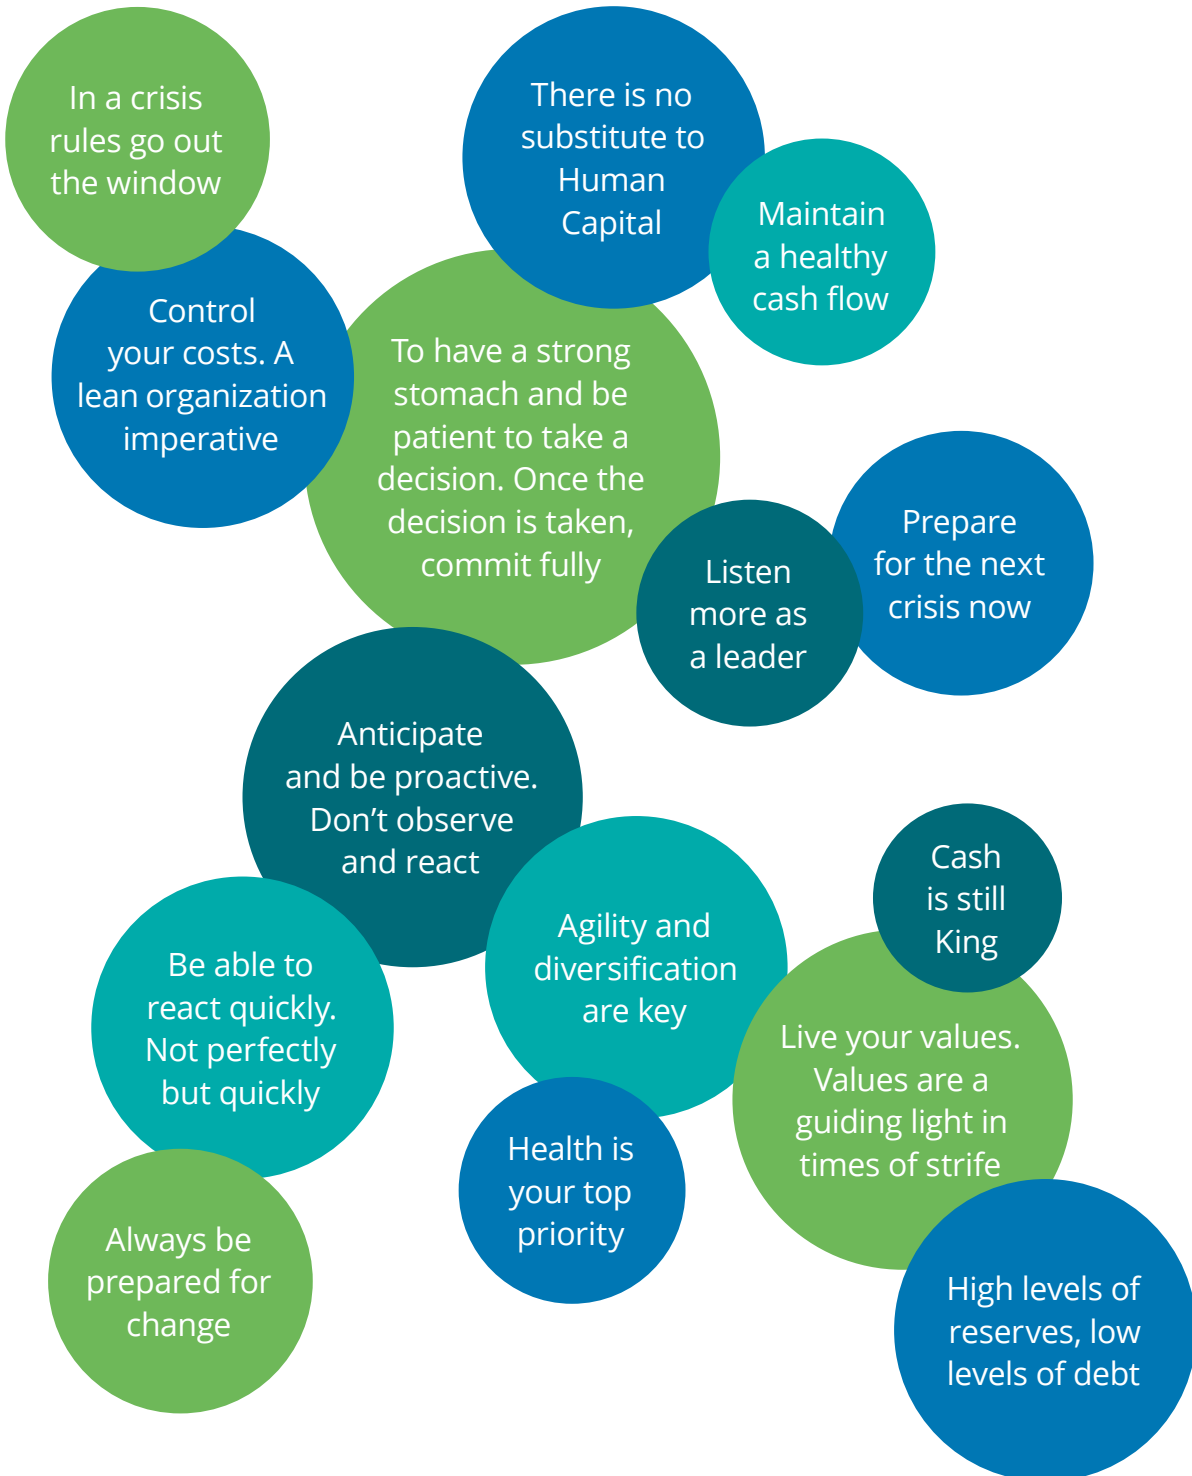 In a crisis
rules go out
the window
There is no
substitute to
Human
Capital
Maintain
a healthy
cash flow
Control
your costs. A
lean organization
imperative
To have a strong
stomach and be
patient to take a
decision. Once the
decision is taken,
commit fully
Listen
more as
a leader
Prepare
for the next
crisis now
Anticipate
and be proactive.
Don’t observe
and react
Agility and
diversification
are key
Cash
is still
King
Be able to
react quickly.
Not perfectly
but quickly
Live your values.
Values are a
guiding light in
times of strife
Health is
your top
priority
Always be
prepared for
change
High levels of
reserves, low
levels of debt